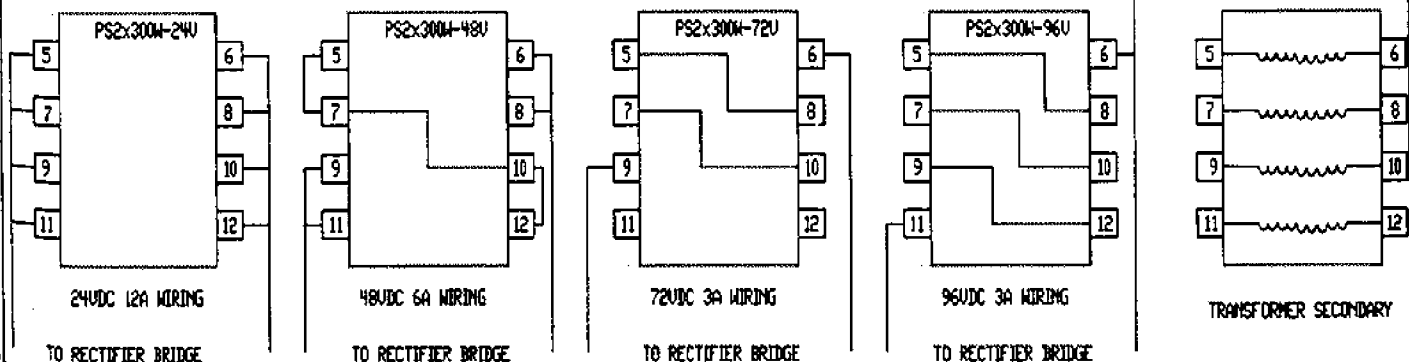 PS2x300W-24V
5 6
7 8
9 10
11 12
24VDC 12A WIRING
TO RECTIFIER BRIDGE
PS2x300W-48V
5 6
7 8
9 10
11 12
48VDC 6A WIRING
TO RECTIFIER BRIDGE
PS2x300W-72V
5 6
7 8
9 10
11 12
72VDC 3A WIRING
TO RECTIFIER BRIDGE
PS2x300W-96V
5 6
7 8
9 10
11 12
96VDC 3A WIRING
TO RECTIFIER BRIDGE
5 6
7 8
9 10
11 12
TRANSFORMER SECONDARY